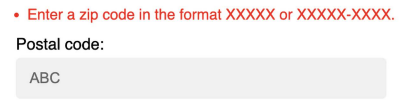 • Enter a zip code in the format XXXXX or XXXXX-XXXX.
Postal code:
ABC